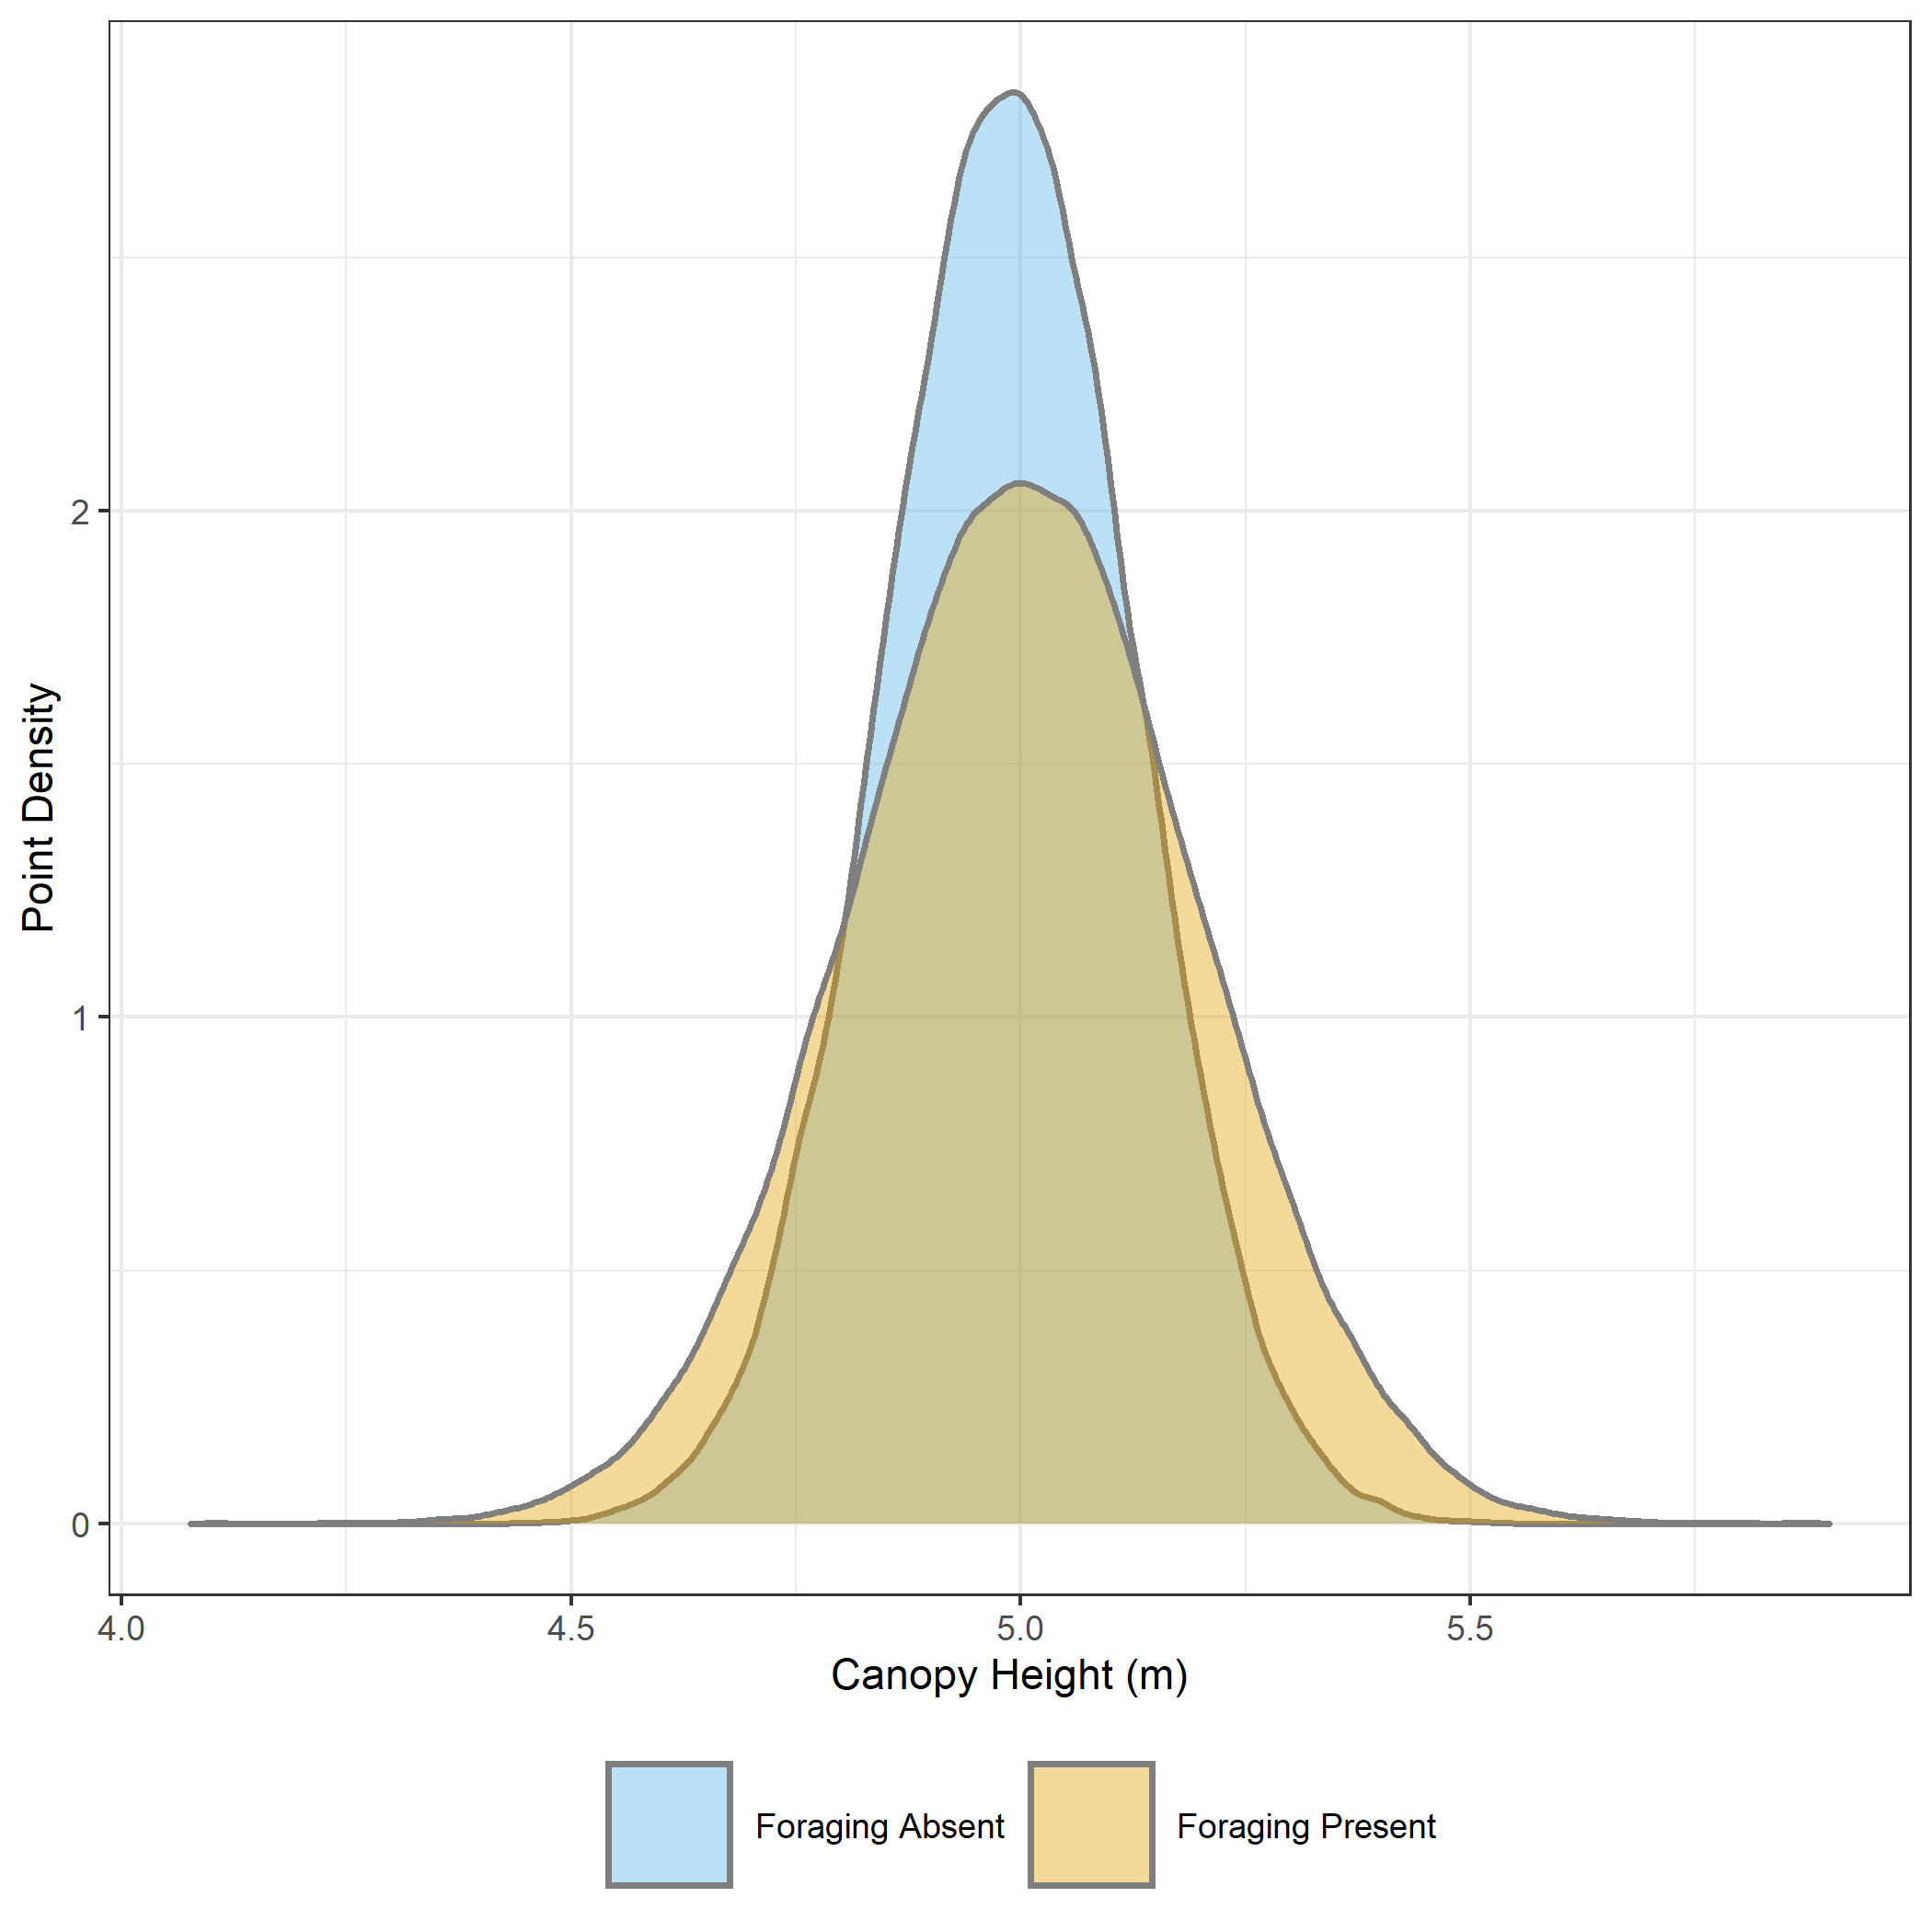 Point Density
2
1
0
4.0 4.5 5.0 5.5
Canopy Height (m)
Foraging Absent Foraging Present